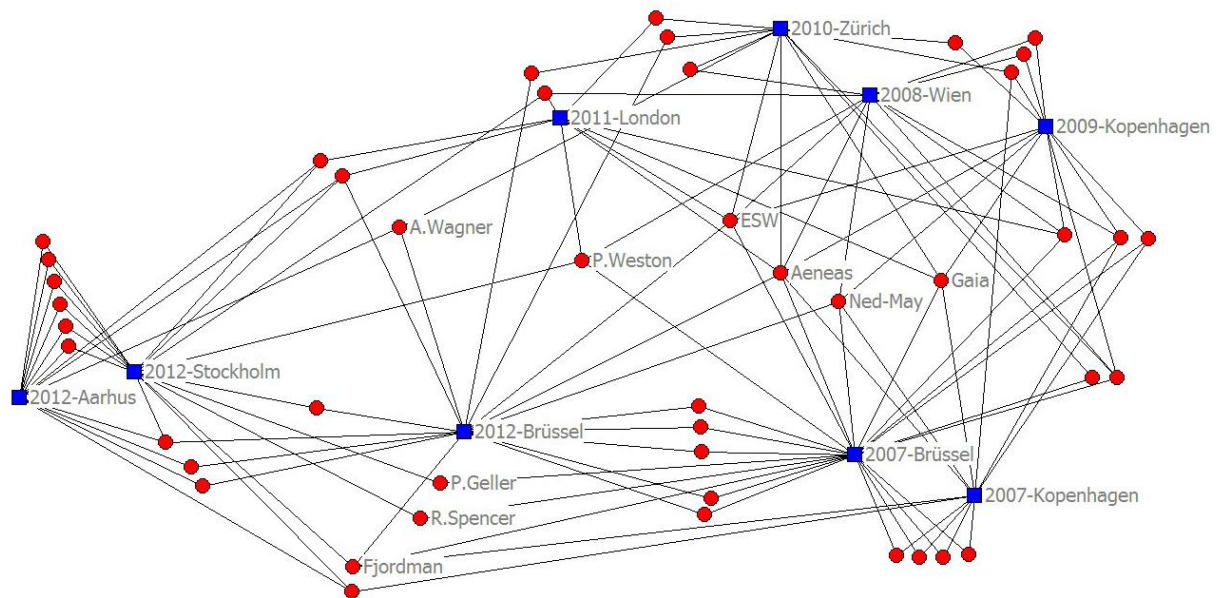 2010-Zürich
2008-Wien
2011-London
2009-Kopenhagen
ESW
A.Wagner
P.Weston
Aeneas
Gaia
Ned-May
2012-Stockholm
2012-Aarhus
2012-Brüssel
2007-Brüssel
P.Geller
2007-Kopenhagen
R.Spencer
Fjordman